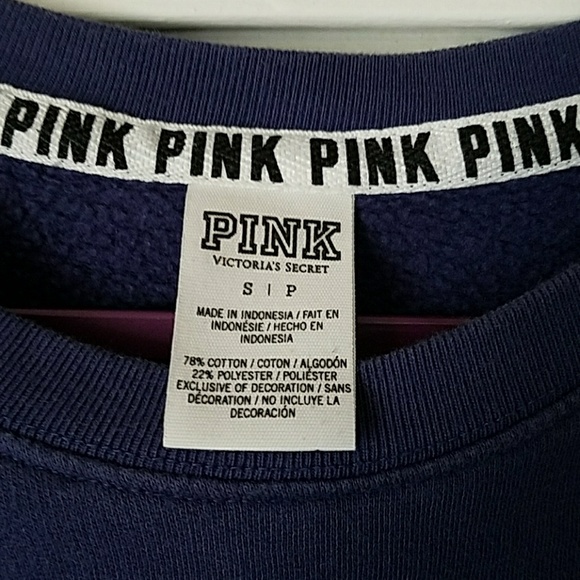 PINK PINK PINK PINK
PINK
VICTORIA'S SECRET
S | P
MADE IN INDONESIA / FAIT EN
INDONÉSIE / HECHO EN
INDONESIA
78% COTTON / COTON / ALGODÓN
22% POLYESTER / POLIÉSTER
EXCLUSIVE OF DECORATION / SANS
DÉCORATION / NO INCLUYE LA
DECORACIÓN